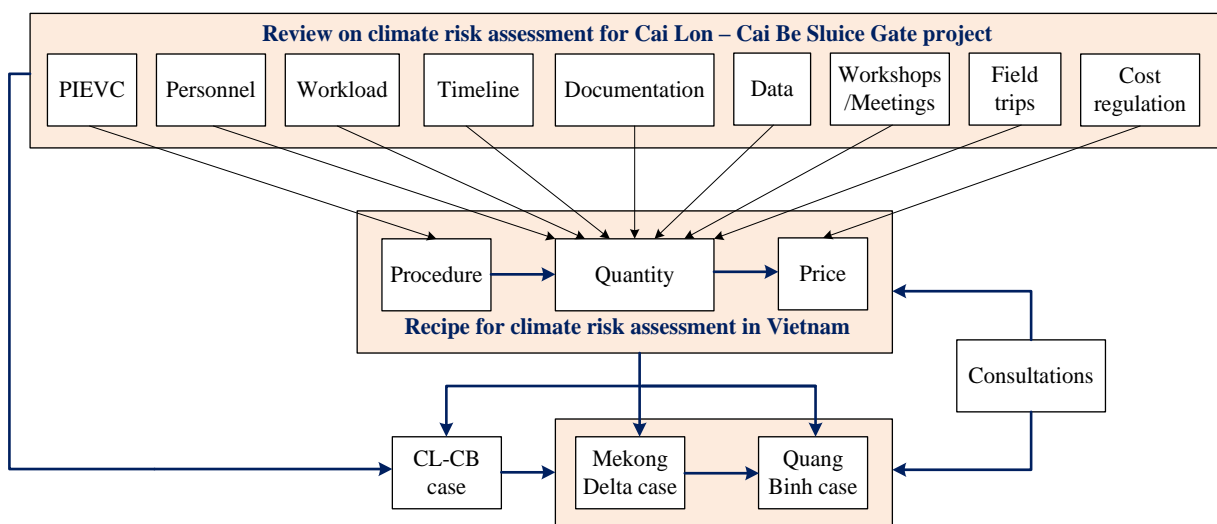 Review on climate risk assessment for Cai Lon – Cai Be Sluice Gate project
PIEVC
Personnel
Workload
Timeline
Documentation
Data
Workshops
/Meetings
Field
trips
Cost
regulation
Procedure
Quantity
Price
Recipe for climate risk assessment in Vietnam
Consultations
CL-CB
case
Mekong
Delta case
Quang
Binh case